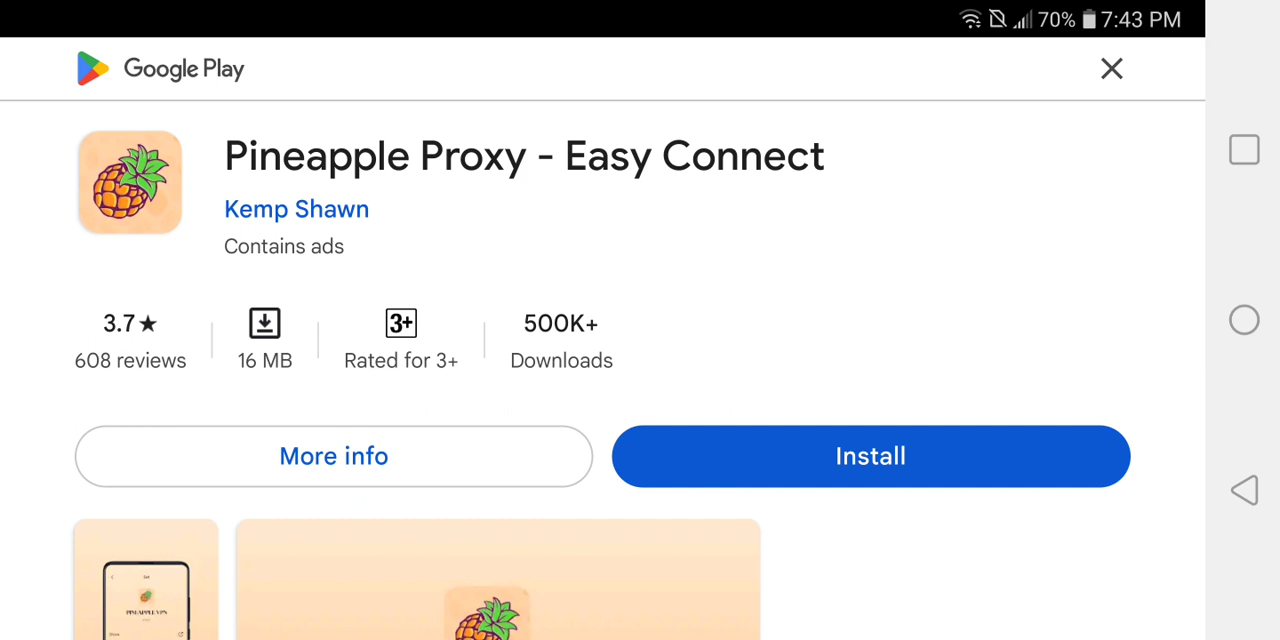 70% 7:43 PM
Google Play
Pineapple Proxy - Easy Connect
Kemp Shawn
Contains ads
3.7★ 3+ 500K+
608 reviews 16 MB Rated for 3+ Downloads
More info Install
PINEAPPLE VPN